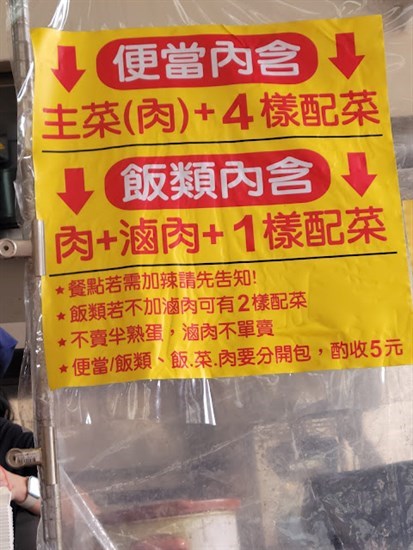 便當內含
主菜(肉)+4樣配菜
飯類內含
肉+滷肉+1樣配菜
★餐點若需加辣請先告知!
★飯類若不加滷肉可有2樣配菜
★不賣半熟蛋，滷肉不單賣
★便當/飯類、飯.菜.肉要分開包，酌收5元